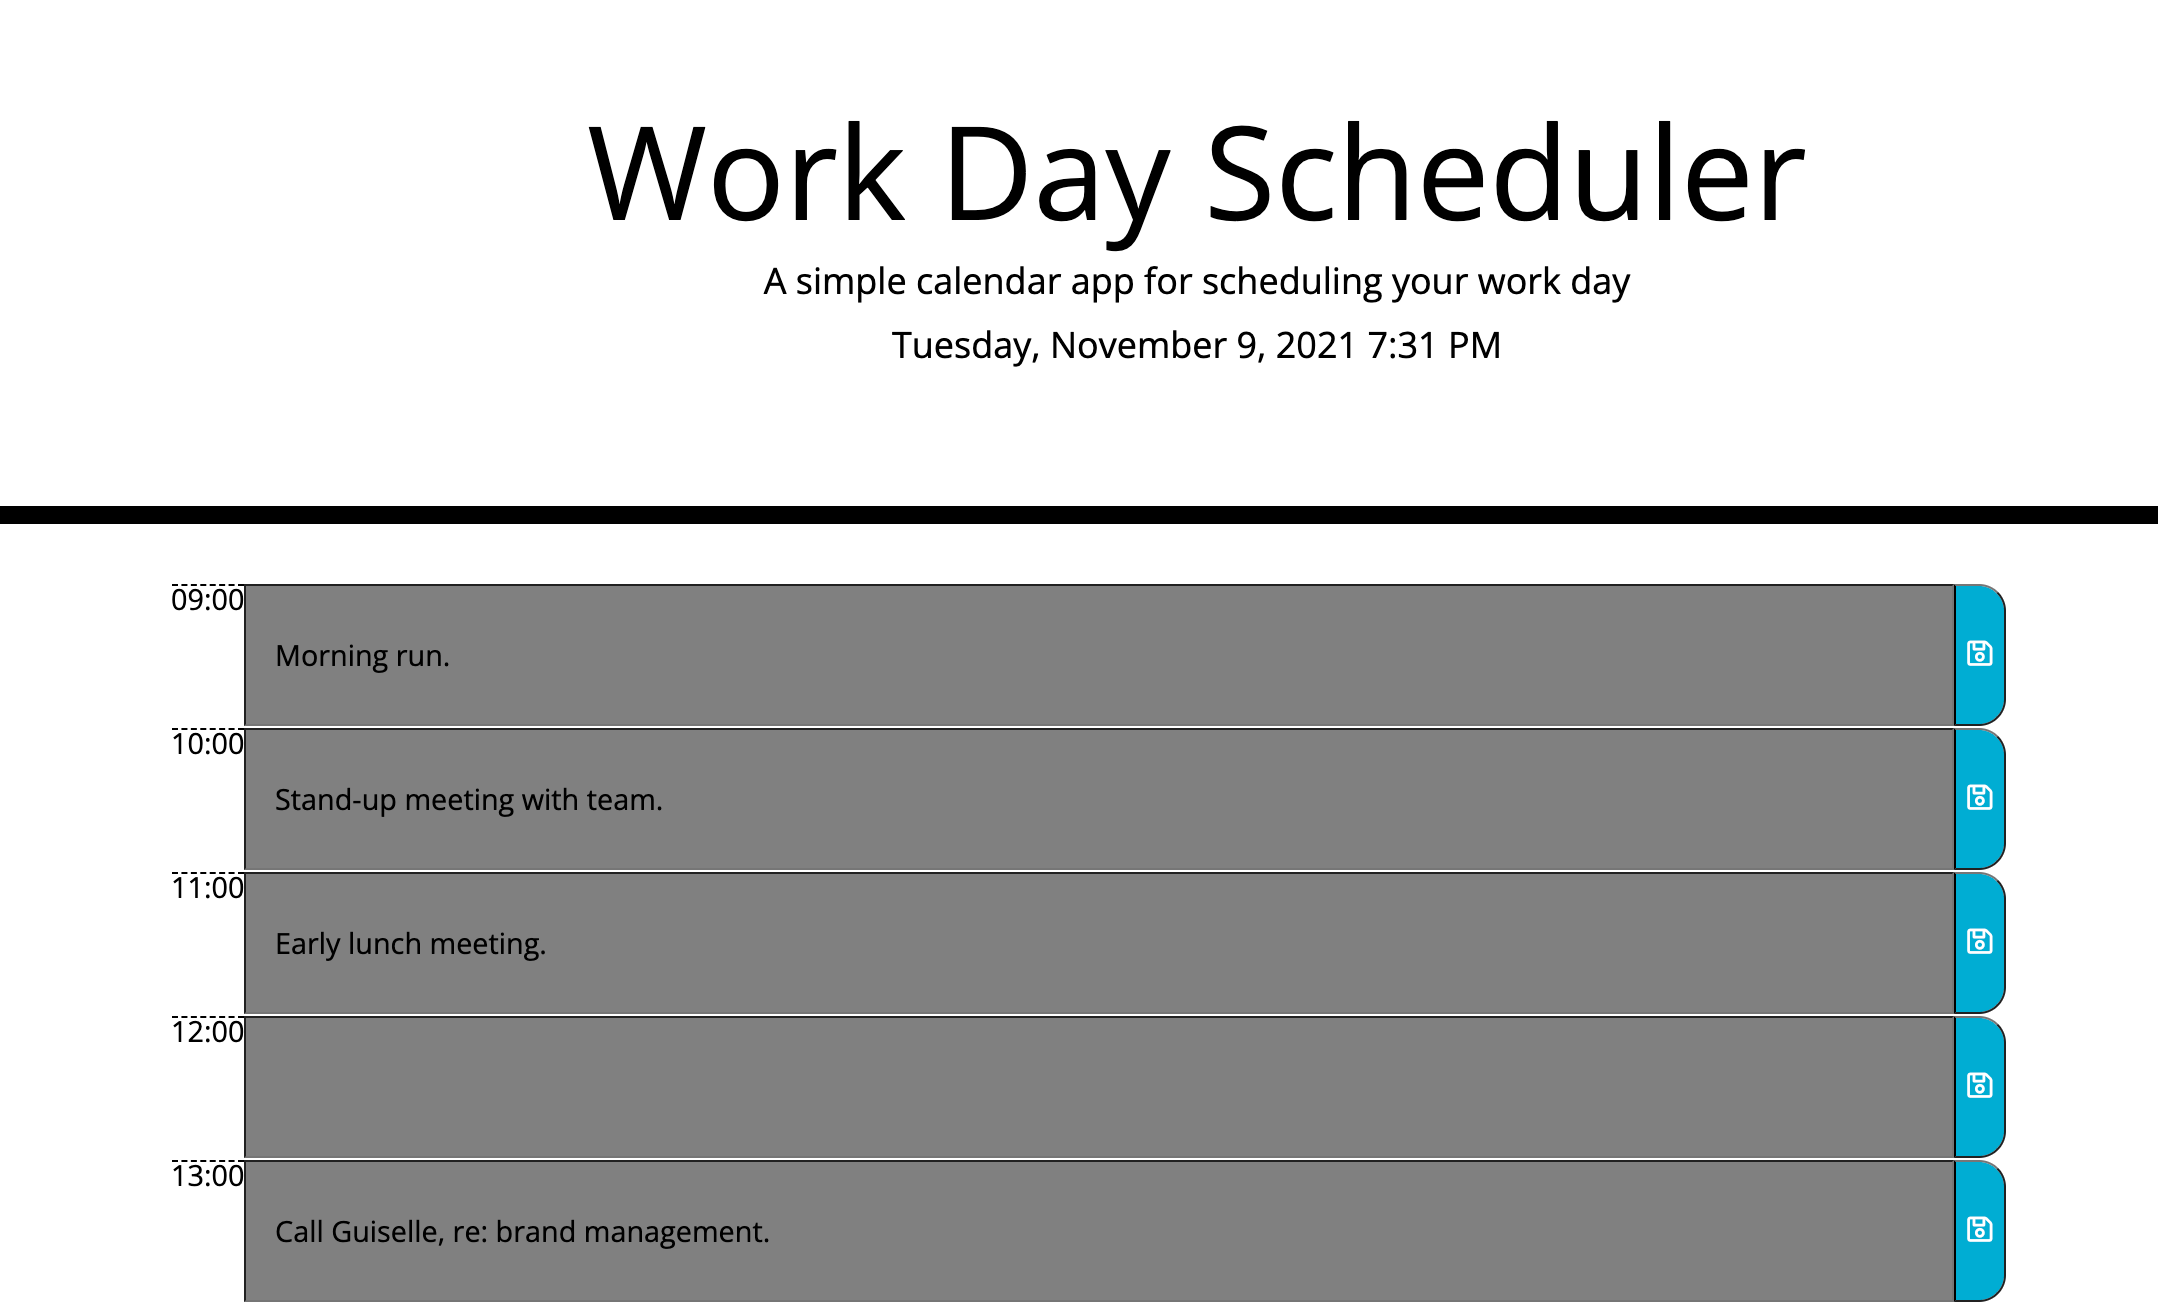 Work Day Scheduler
A simple calendar app for scheduling your work day
Tuesday, November 9, 2021 7:31 PM
09:00
Morning run.
10:00
Stand-up meeting with team.
11:00
Early lunch meeting.
12:00
13:00
Call Guiselle, re: brand management.